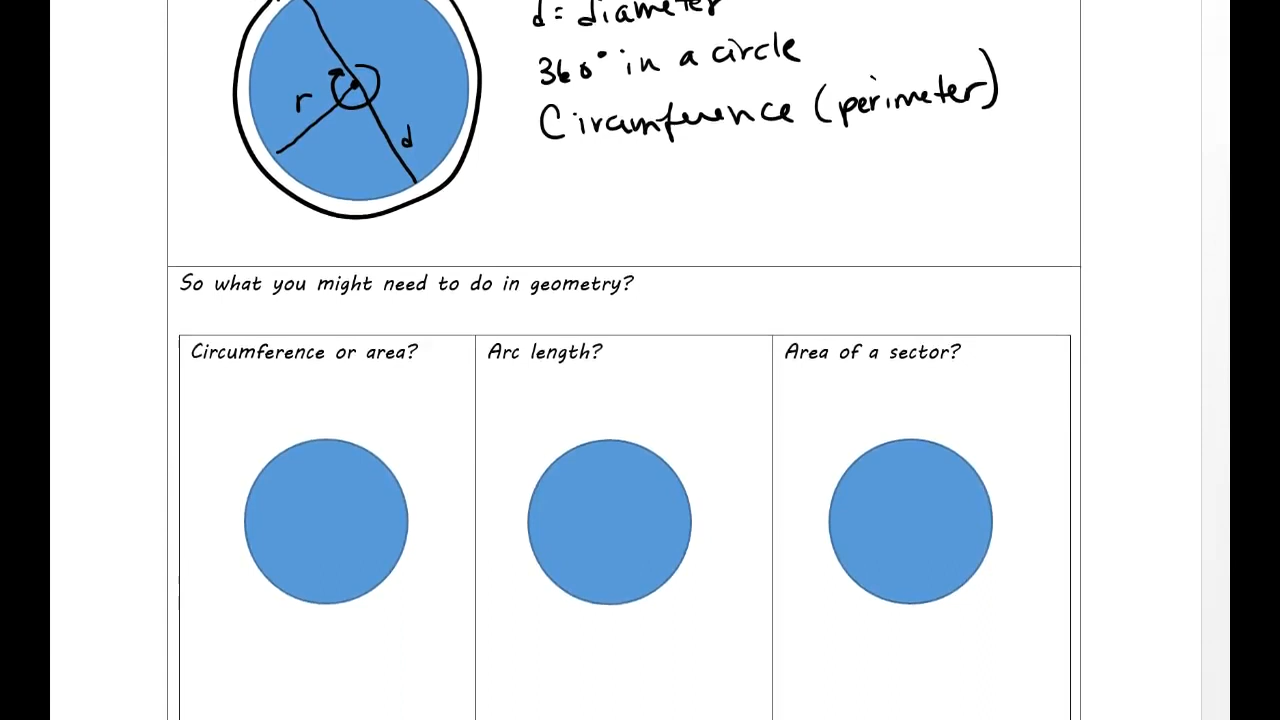 d = diameter
360° in a circle
Circumference (perimeter)
r
d
So what you might need to do in geometry?
Circumference or area?
Arc length?
Area of a sector?